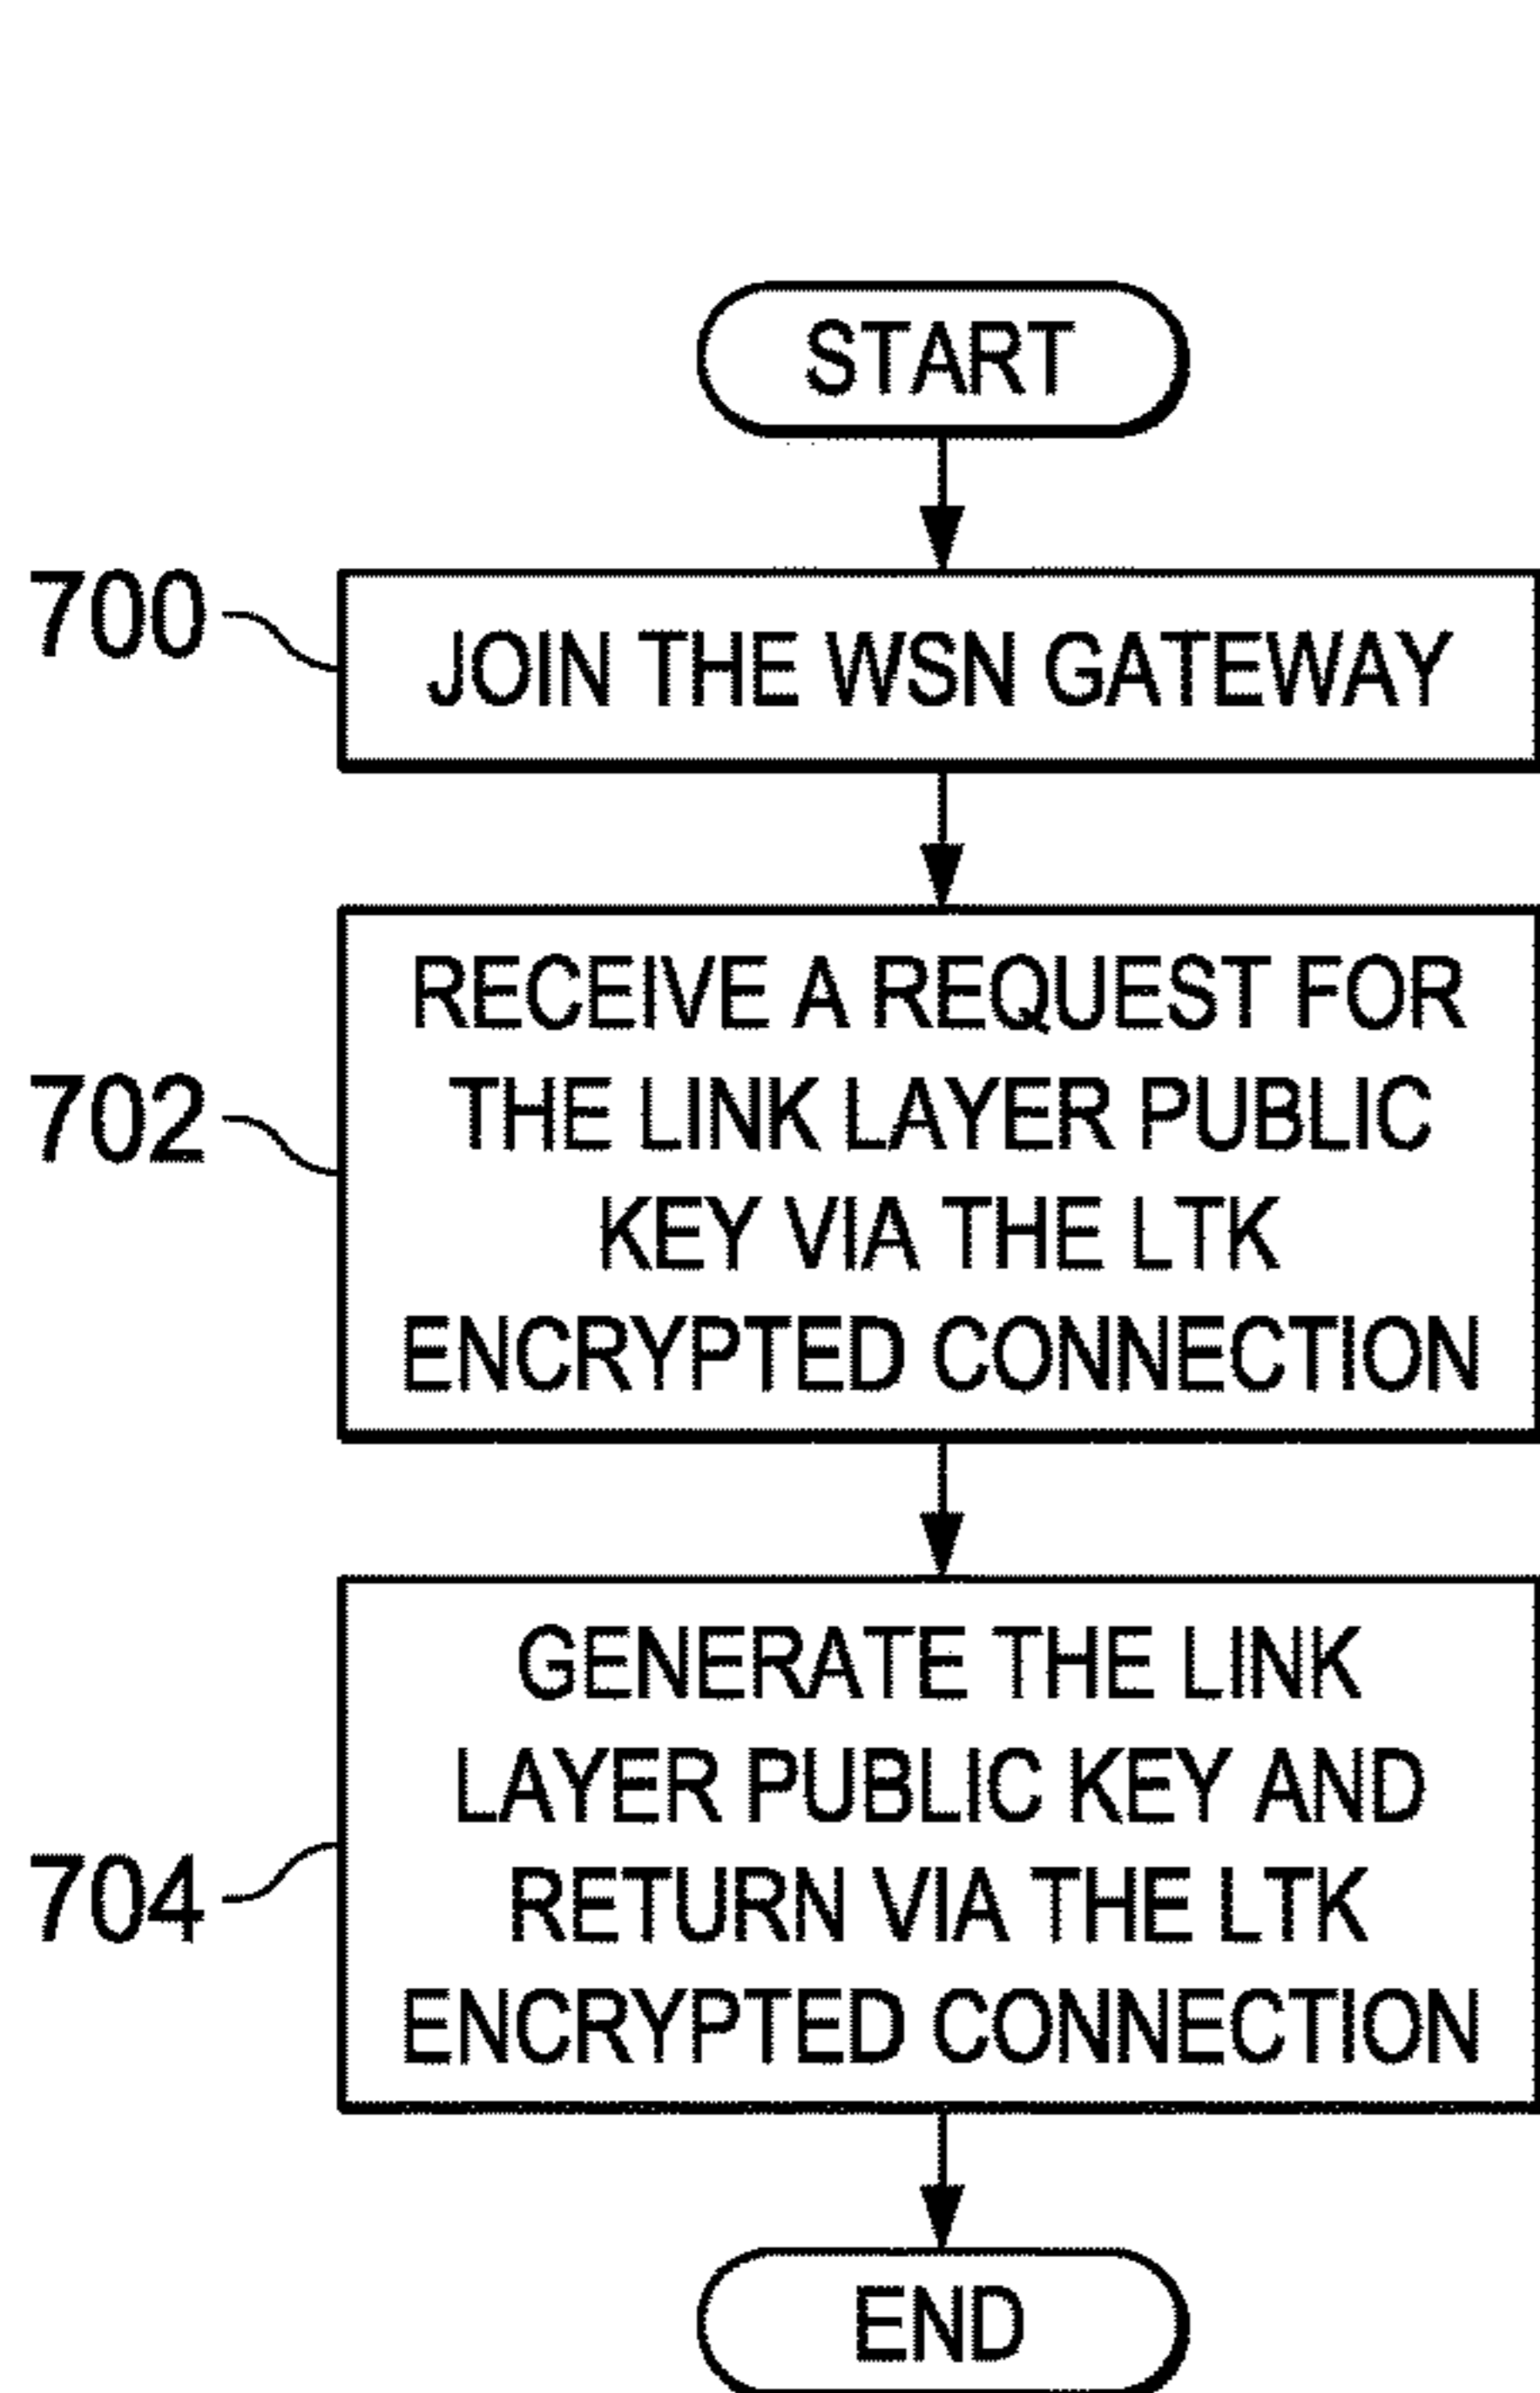 START
700
JOIN THE WSN GATEWAY
702
RECEIVE A REQUEST FOR
THE LINK LAYER PUBLIC
KEY VIA THE LTK
ENCRYPTED CONNECTION
704
GENERATE THE LINK
LAYER PUBLIC KEY AND
RETURN VIA THE LTK
ENCRYPTED CONNECTION
END